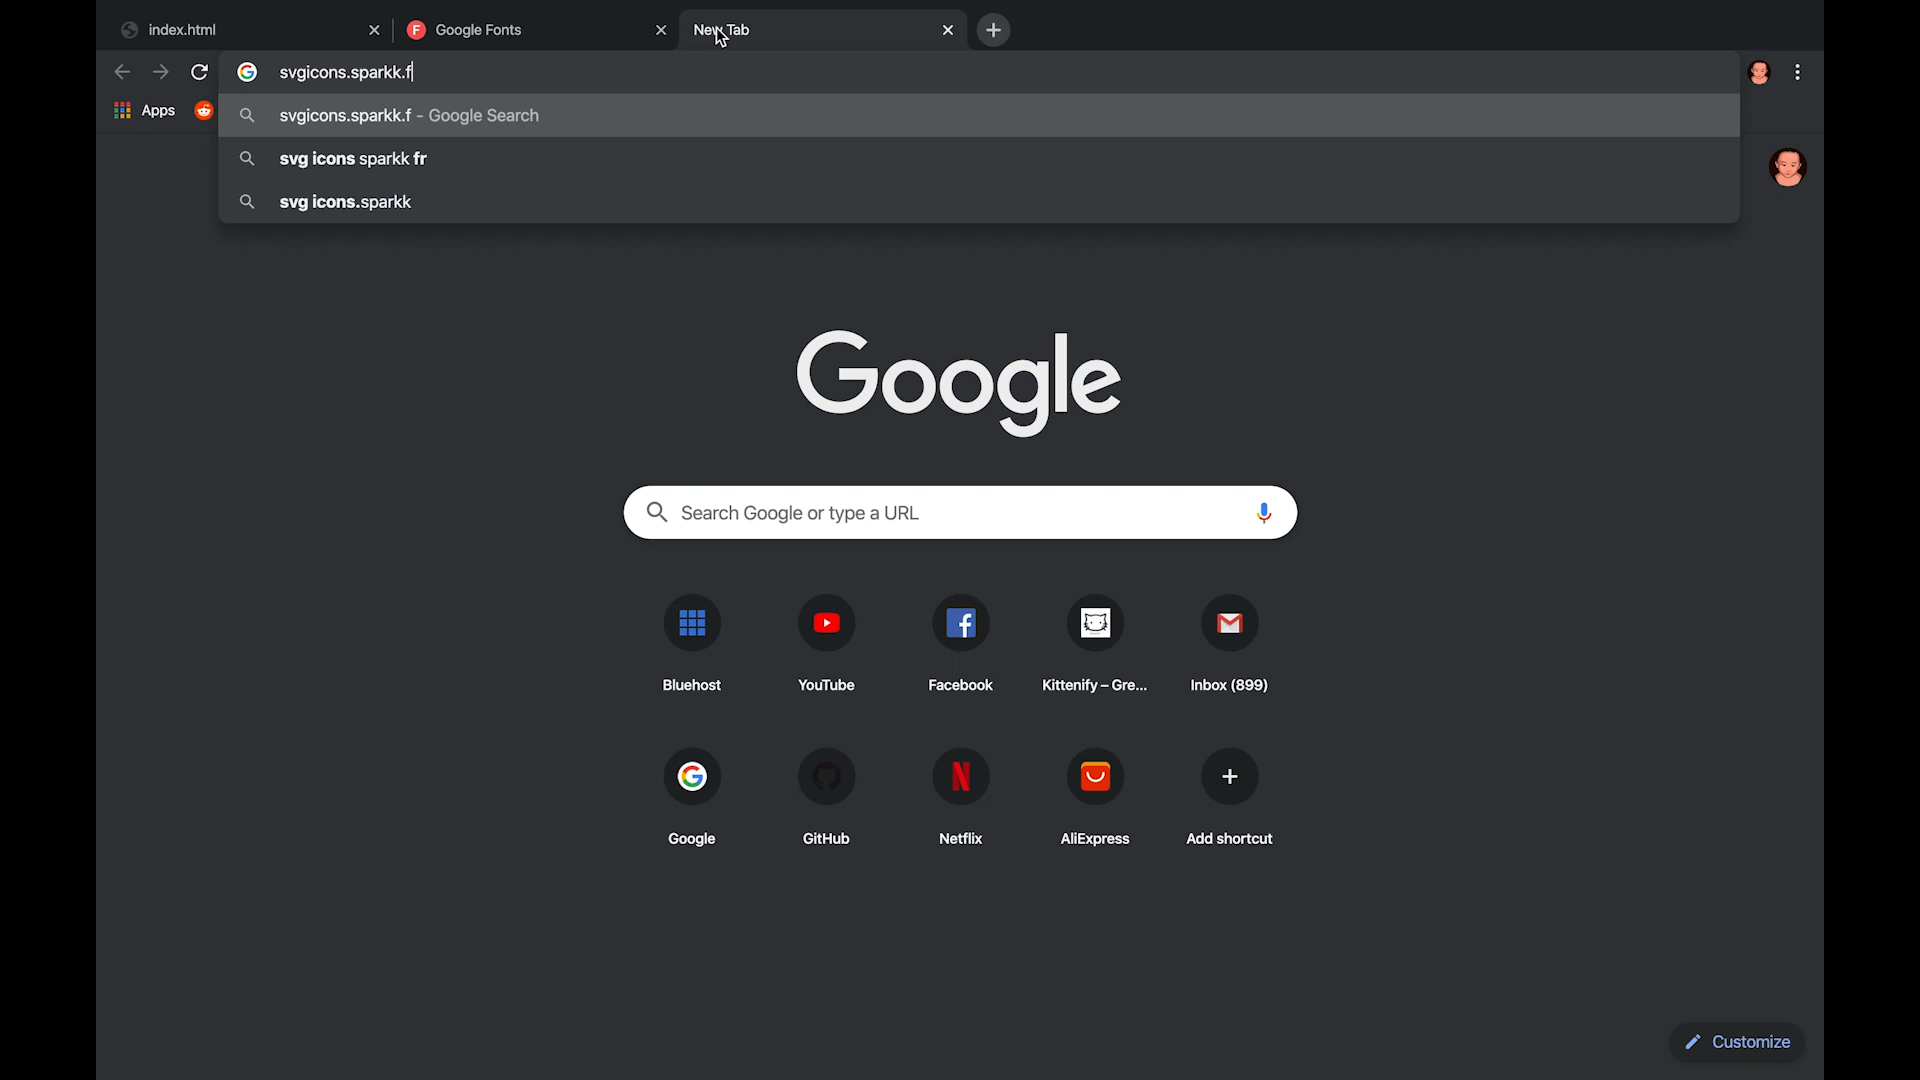 index.html
F Google Fonts
New Tab
svgicons.sparkk.f
Apps
svgicons.sparkk.f - Google Search
svg icons sparkk fr
svg icons.sparkk
Google
Search Google or type a URL
Bluehost
YouTube
Facebook
Kittenify – Gre...
Inbox (899)
Google
GitHub
Netflix
AliExpress
Add shortcut
Customize